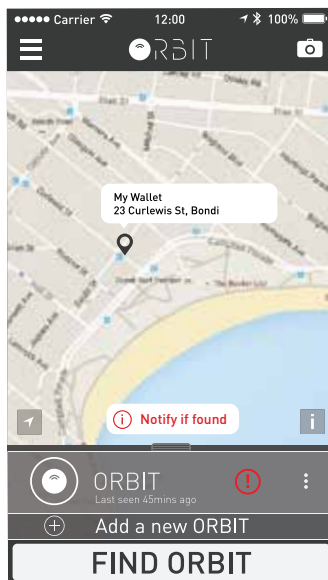 Carrier 12:00 100%
ORBIT
My Wallet
23 Curlewis St, Bondi
Notify if found
i
ORBIT
Last seen 45mins ago
Add a new ORBIT
FIND ORBIT